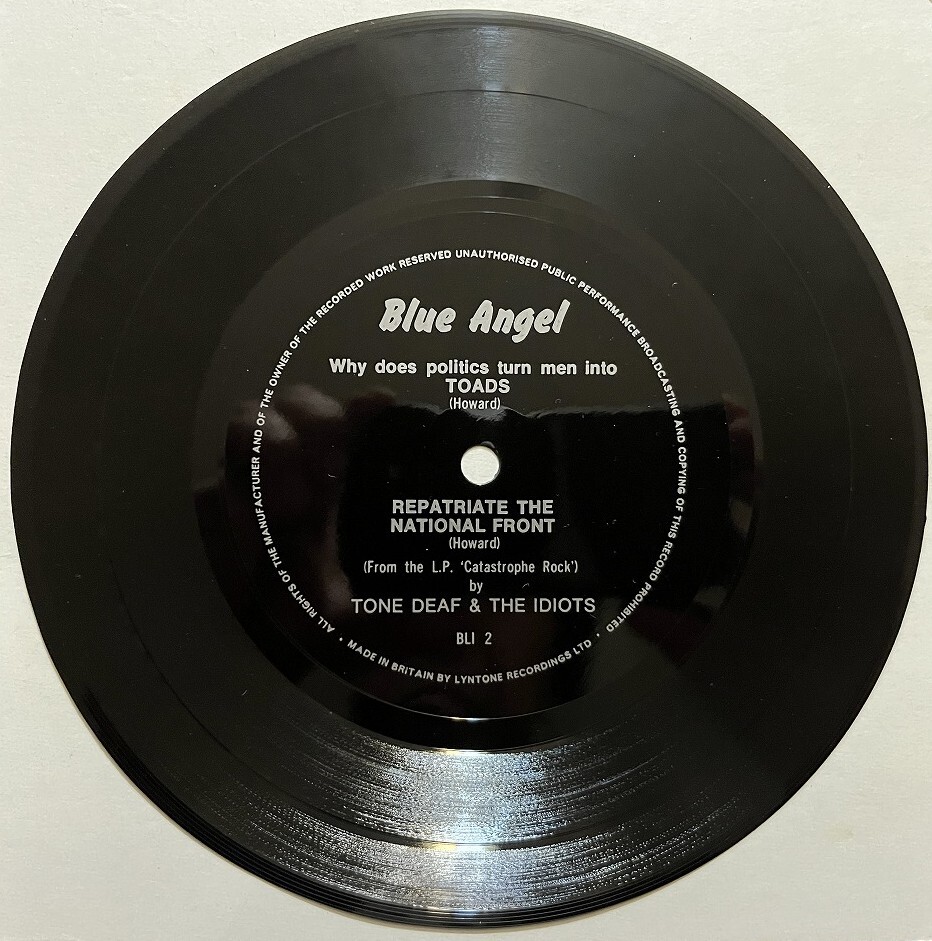 Blue Angel
Why does politics turn men into
TOADS
(Howard)
REPATRIATE THE
NATIONAL FRONT
(Howard)
(From the L.P. 'Catastrophe Rock')
by
TONE DEAF & THE IDIOTS
BLI 2
ALL RIGHTS OF THE MANUFACTURER AND OF THE OWNER OF THE RECORDED WORK RESERVED UNAUTHORISED PUBLIC PERFORMANCE BROADCASTING AND COPYING OF THIS RECORD PROHIBITED
• MADE IN BRITAIN BY LYNTONE RECORDINGS LTD •